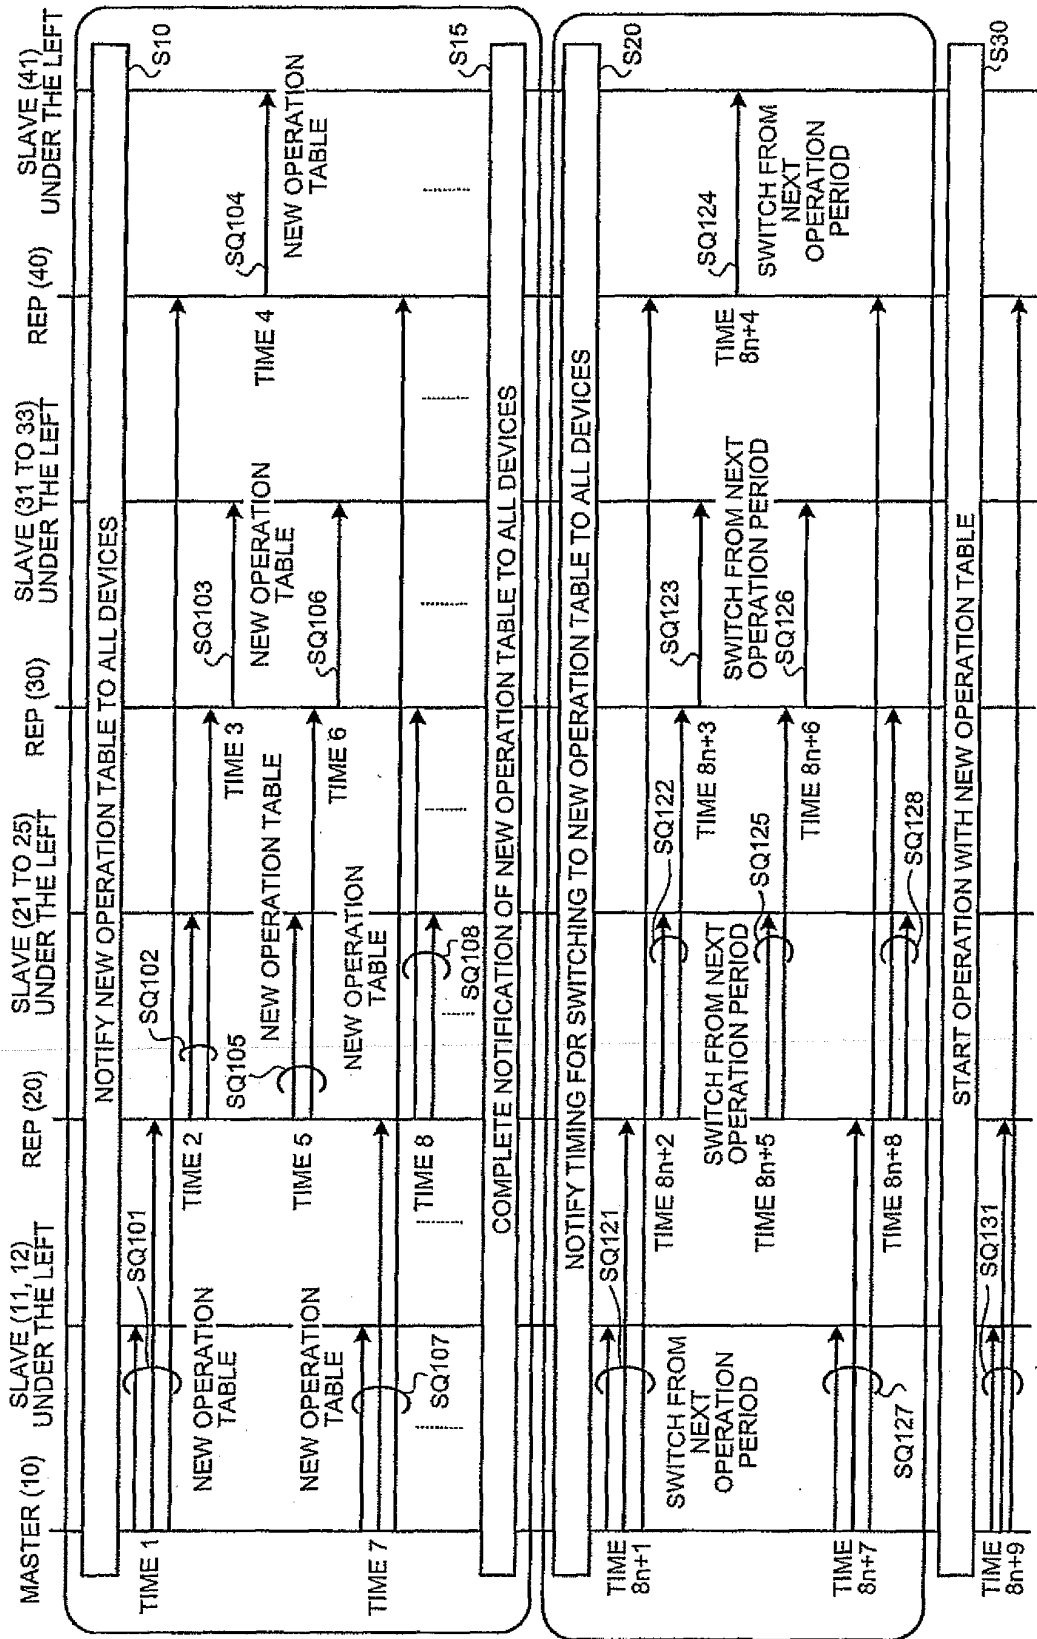 MASTER (10)
SLAVE (11, 12)
UNDER THE LEFT
REP (20)
SLAVE (21 TO 25)
UNDER THE LEFT
REP (30)
SLAVE (31 TO 33)
UNDER THE LEFT
REP (40)
SLAVE (41)
UNDER THE LEFT
NOTIFY NEW OPERATION TABLE TO ALL DEVICES
S10
TIME 1
SQ101
NEW OPERATION
TABLE
TIME 2
SQ102
TIME 3
SQ103
NEW OPERATION
TABLE
TIME 4
SQ104
NEW OPERATION
TABLE
TIME 5
SQ105
NEW OPERATION TABLE
TIME 6
SQ106
NEW OPERATION
TABLE
TIME 7
SQ107
NEW OPERATION
TABLE
TIME 8
SQ108
COMPLETE NOTIFICATION OF NEW OPERATION TABLE TO ALL DEVICES
S15
NOTIFY TIMING FOR SWITCHING TO NEW OPERATION TABLE TO ALL DEVICES
S20
TIME
8n+1
SQ121
SWITCH FROM
NEXT
OPERATION
PERIOD
TIME 8n+2
SQ122
SWITCH FROM NEXT
OPERATION PERIOD
TIME 8n+3
SQ123
SWITCH FROM NEXT
OPERATION PERIOD
TIME
8n+4
SQ124
SWITCH FROM
NEXT
OPERATION
PERIOD
TIME 8n+5
SQ125
TIME 8n+6
SQ126
TIME
8n+7
SQ127
TIME 8n+8
SQ128
START OPERATION WITH NEW OPERATION TABLE
S30
TIME
8n+9
SQ131